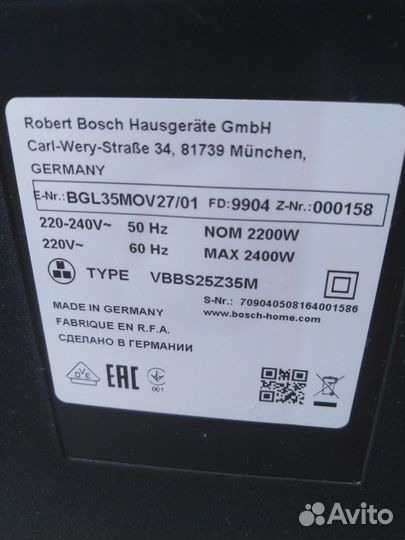 Robert Bosch Hausgeräte GmbH
Carl-Wery-Straße 34, 81739 München,
GERMANY
E-Nr.: BGL35MOV27/01 FD: 9904 Z-Nr.: 000158
220-240V~ 50 Hz NOM 2200W
220V~ 60 Hz MAX 2400W
TYPE VBBS25Z35M
S-Nr.: 709040508164001586
www.bosch-home.com
MADE IN GERMANY
FABRIQUE EN R.F.A.
СДЕЛАНО В ГЕРМАНИИ
VDE EAC 001
Avito